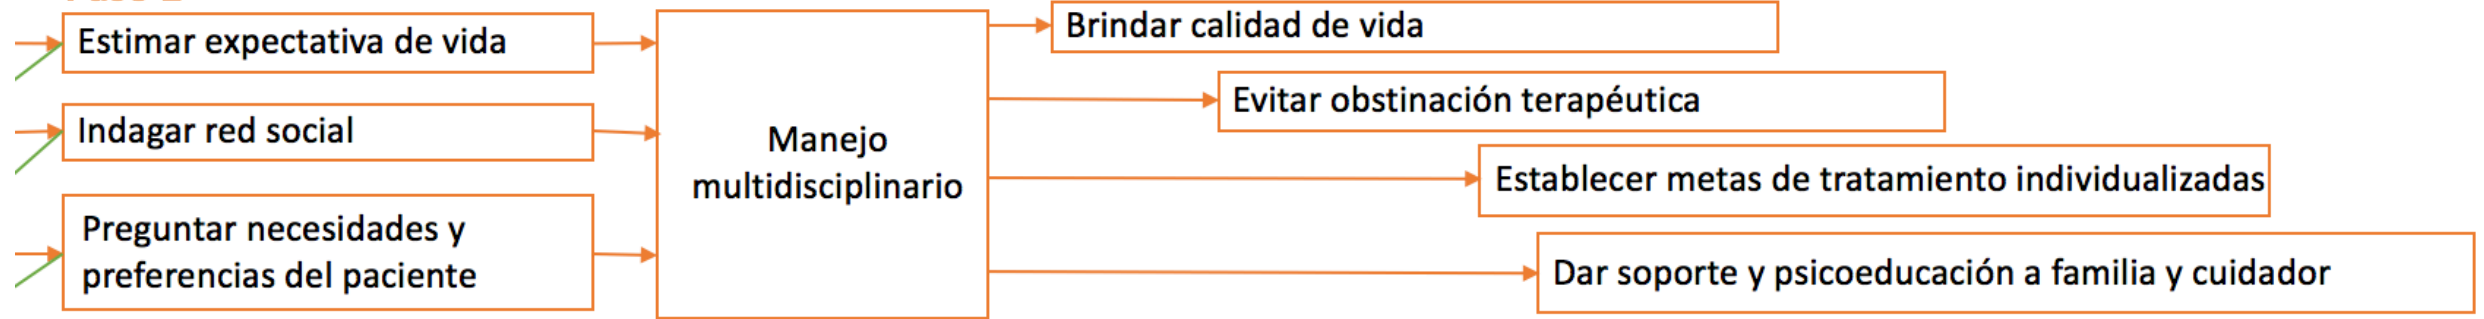 Estimar expectativa de vida
Indagar red social
Preguntar necesidades y
preferencias del paciente
Manejo
multidisciplinario
Brindar calidad de vida
Evitar obstinación terapéutica
Establecer metas de tratamiento individualizadas
Dar soporte y psicoeducación a familia y cuidador